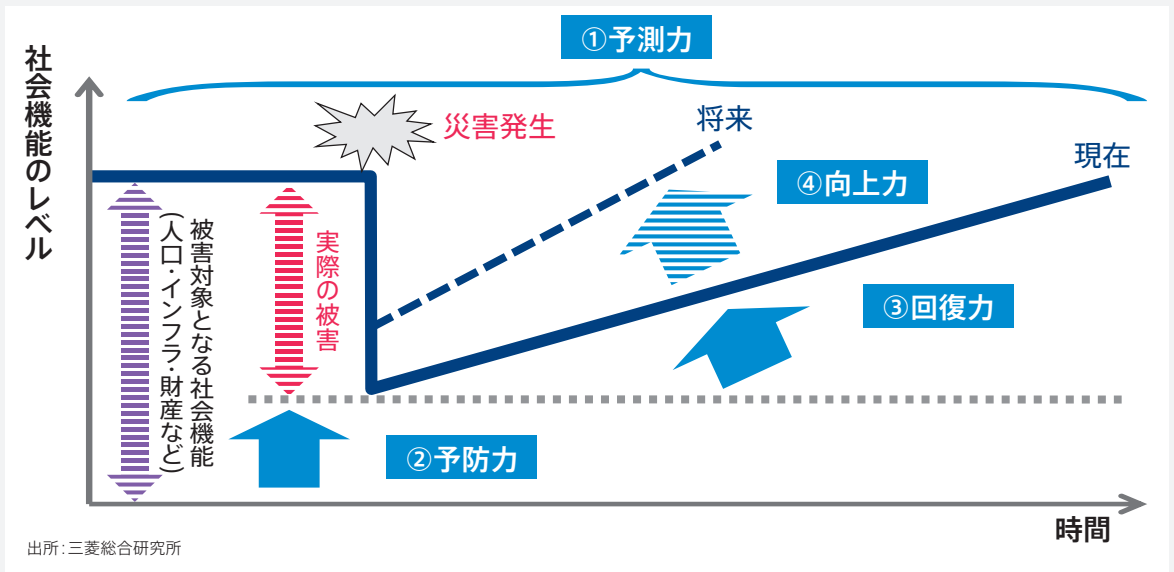 ①予測力
社会機能のレベル
災害発生
将来
現在
④向上力
被害対象となる社会機能
(人口・インフラ・財産など)
実際の被害
③回復力
②予防力
時間
出所:三菱総合研究所